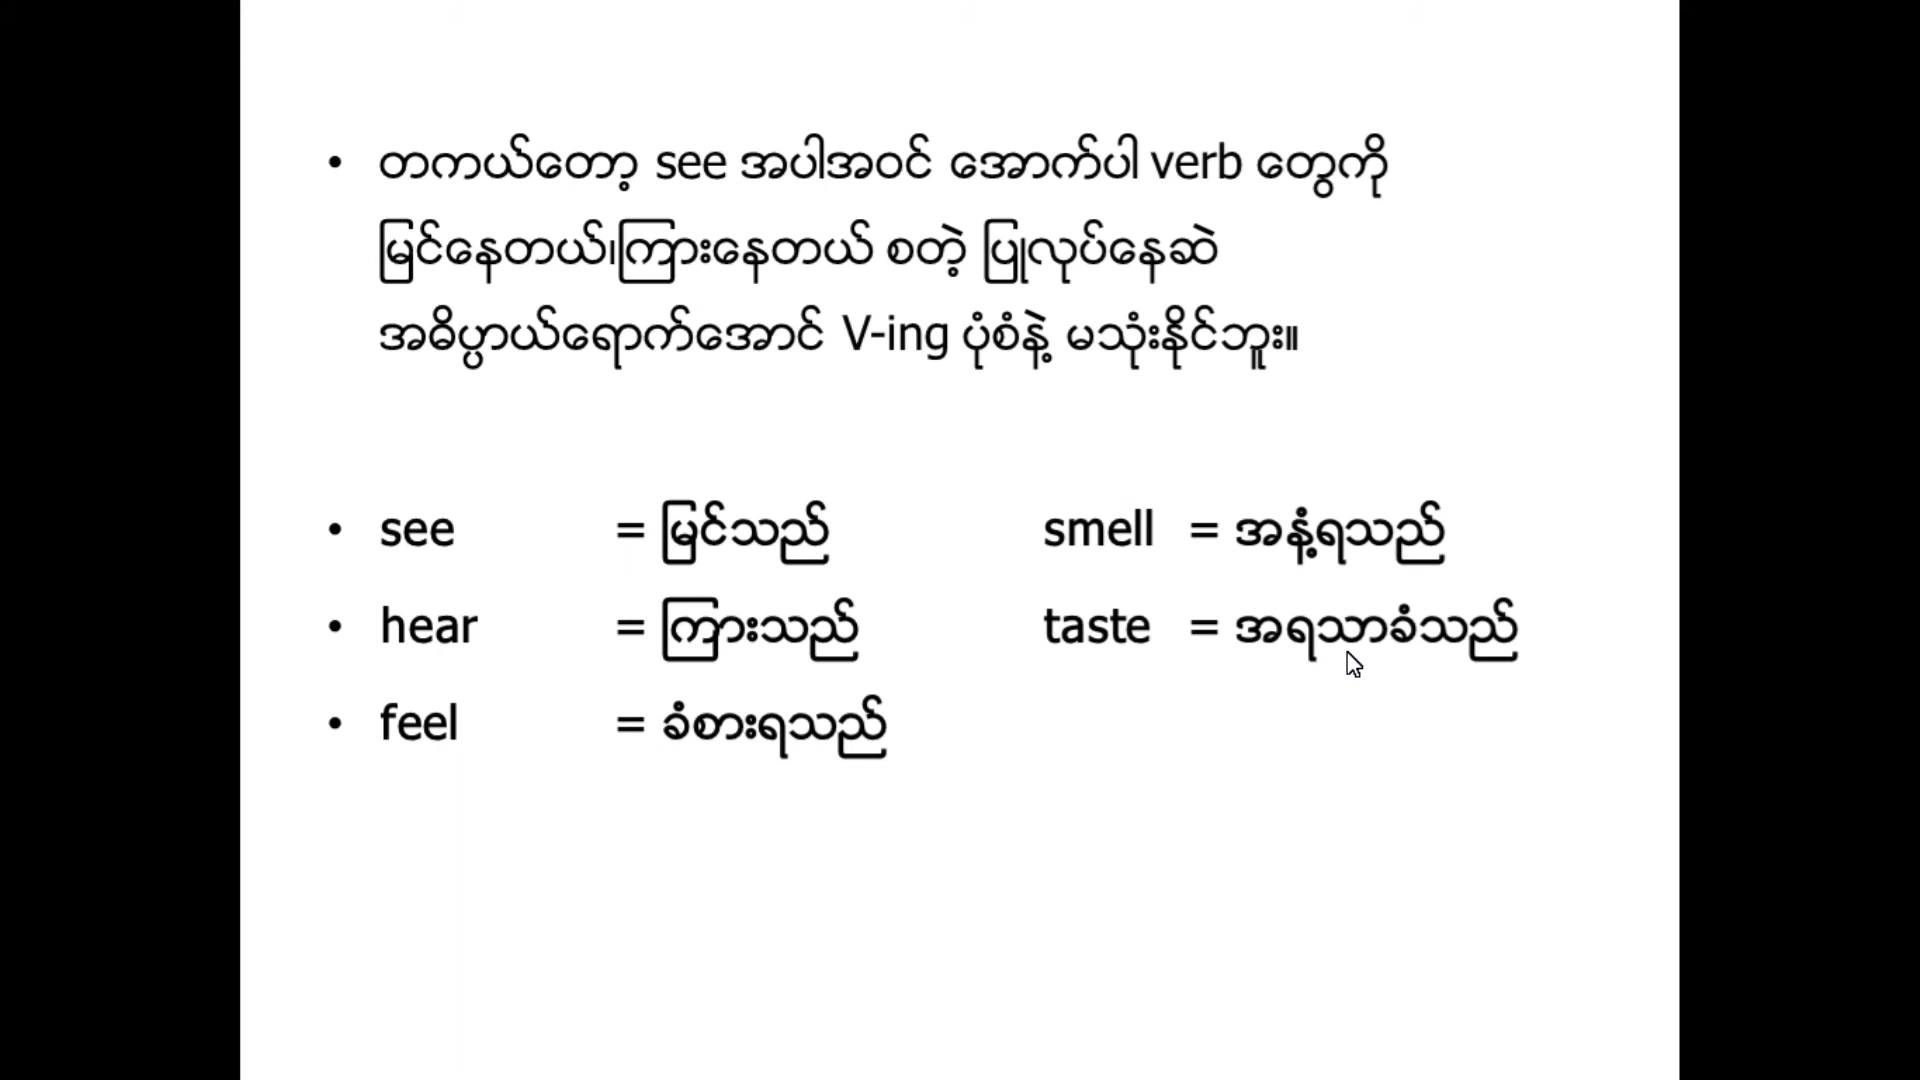 • တကယ်တော့ see အပါအဝင် အောက်ပါ verb တွေကို
မြင်နေတယ်၊ကြားနေတယ် စတဲ့ ပြုလုပ်နေဆဲ
အဓိပ္ပာယ်ရောက်အောင် V-ing ပုံစံနဲ့ မသုံးနိုင်ဘူး။
• see = မြင်သည် smell = အနံ့ရသည်
• hear = ကြားသည် taste = အရသာခံသည်
• feel = ခံစားရသည်